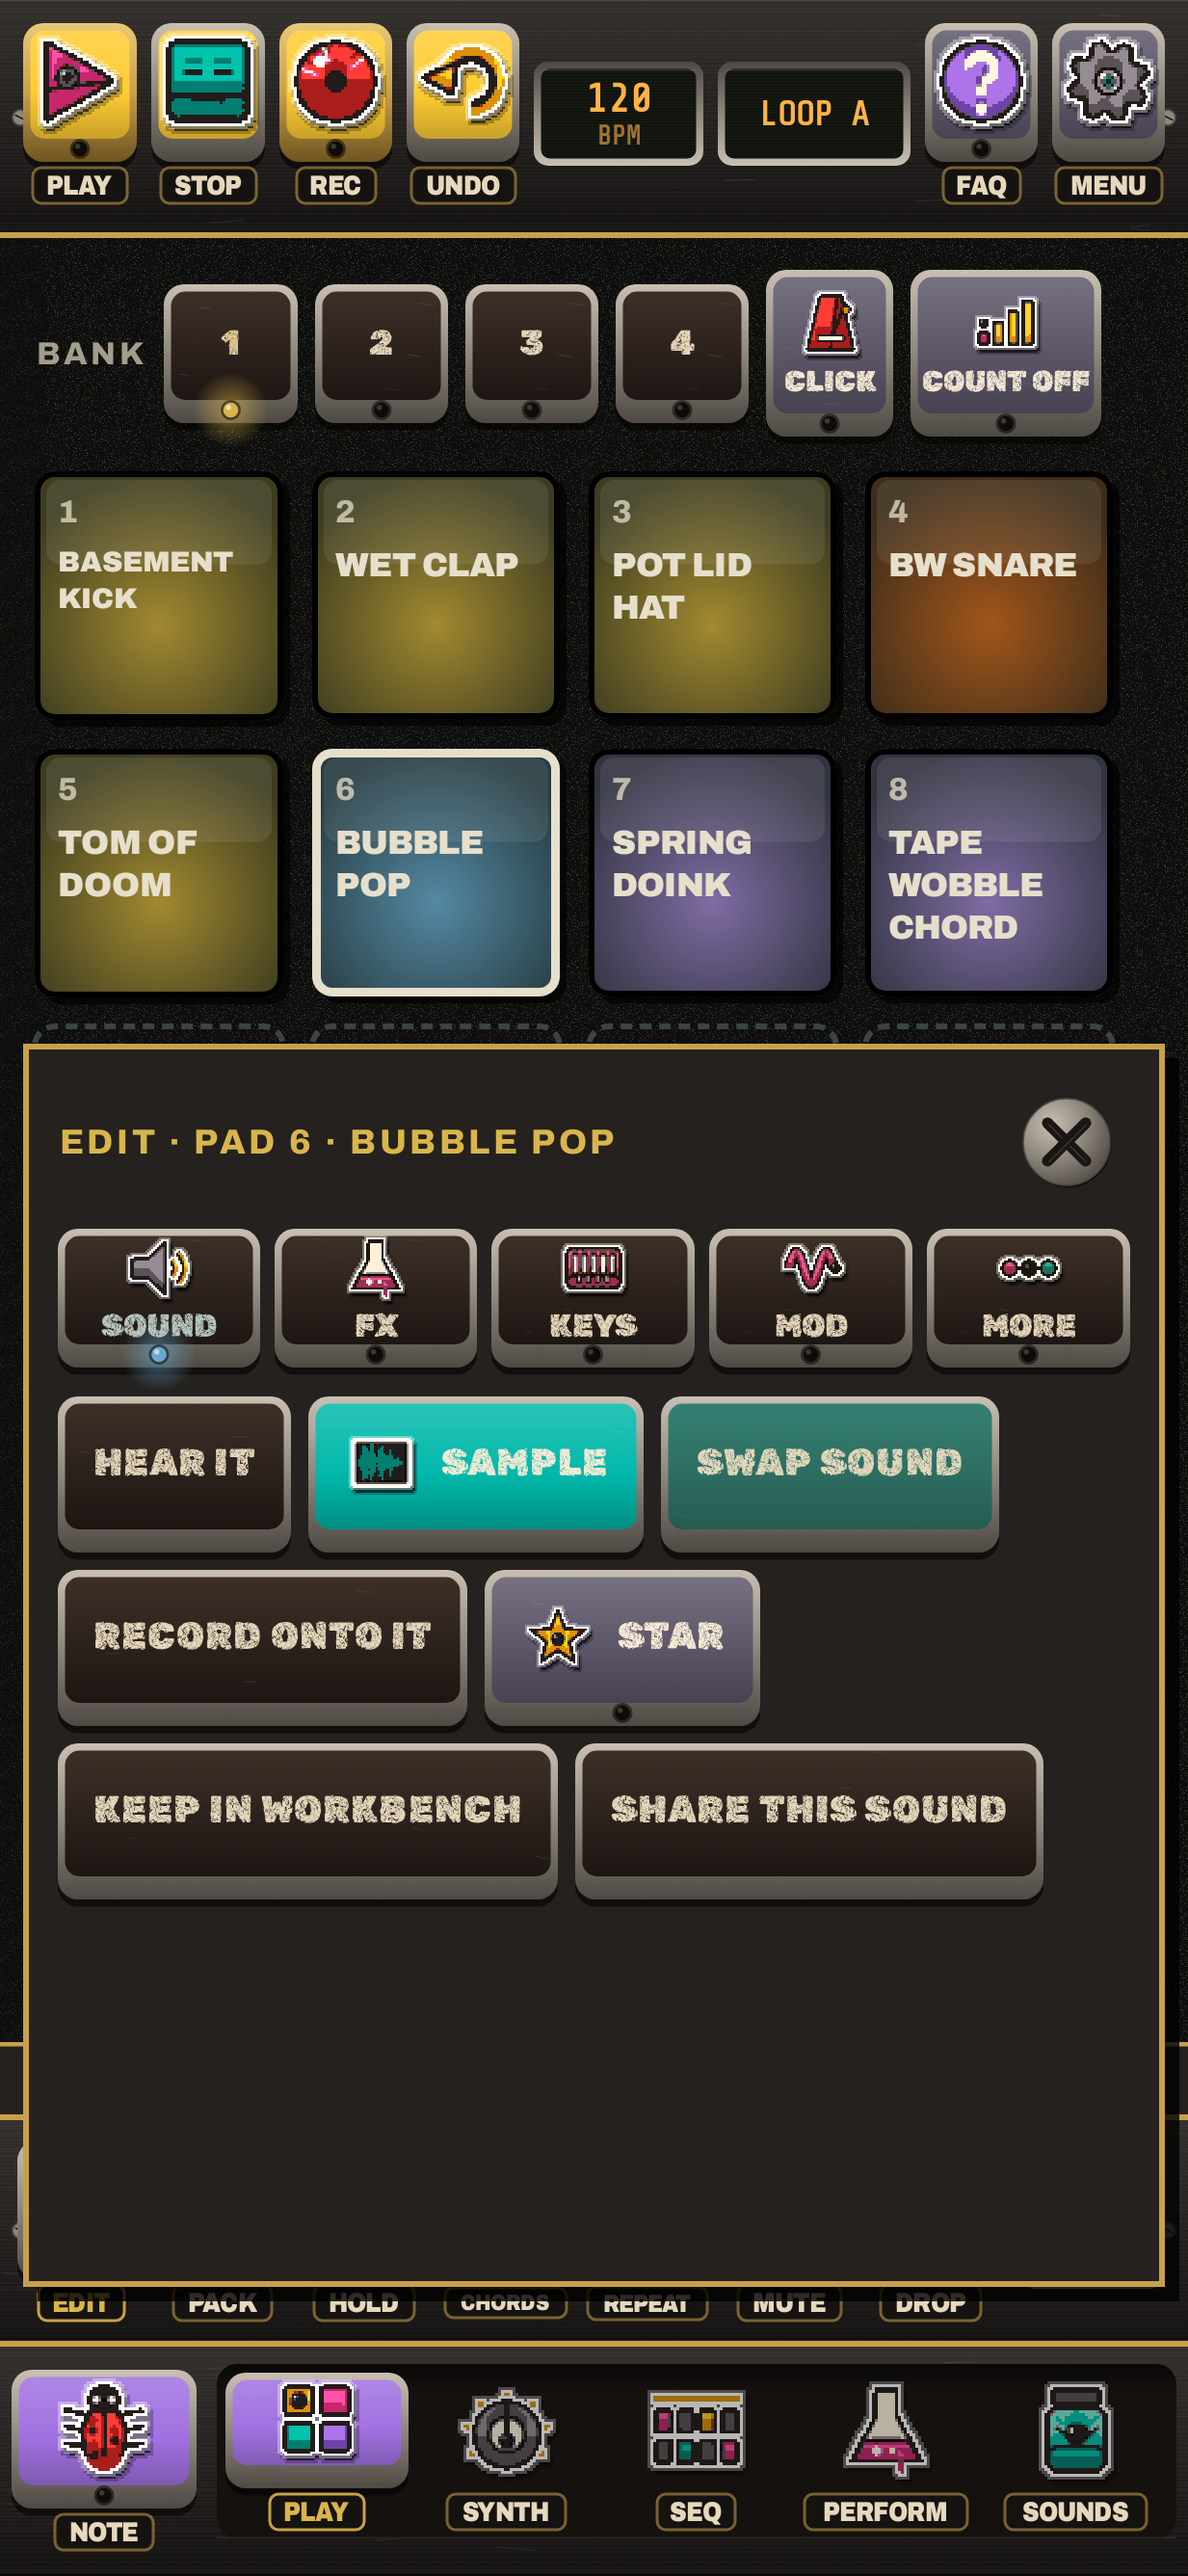 PLAY STOP REC UNDO 120 BPM LOOP A FAQ MENU
BANK 1 2 3 4 CLICK COUNT OFF
1 BASEMENT KICK
2 WET CLAP
3 POT LID HAT
4 BW SNARE
5 TOM OF DOOM
6 BUBBLE POP
7 SPRING DOINK
8 TAPE WOBBLE CHORD
EDIT · PAD 6 · BUBBLE POP
SOUND FX KEYS MOD MORE
HEAR IT SAMPLE SWAP SOUND
RECORD ONTO IT STAR
KEEP IN WORKBENCH SHARE THIS SOUND
EDIT PACK HOLD CHORDS REPEAT MUTE DROP
NOTE PLAY SYNTH SEQ PERFORM SOUNDS